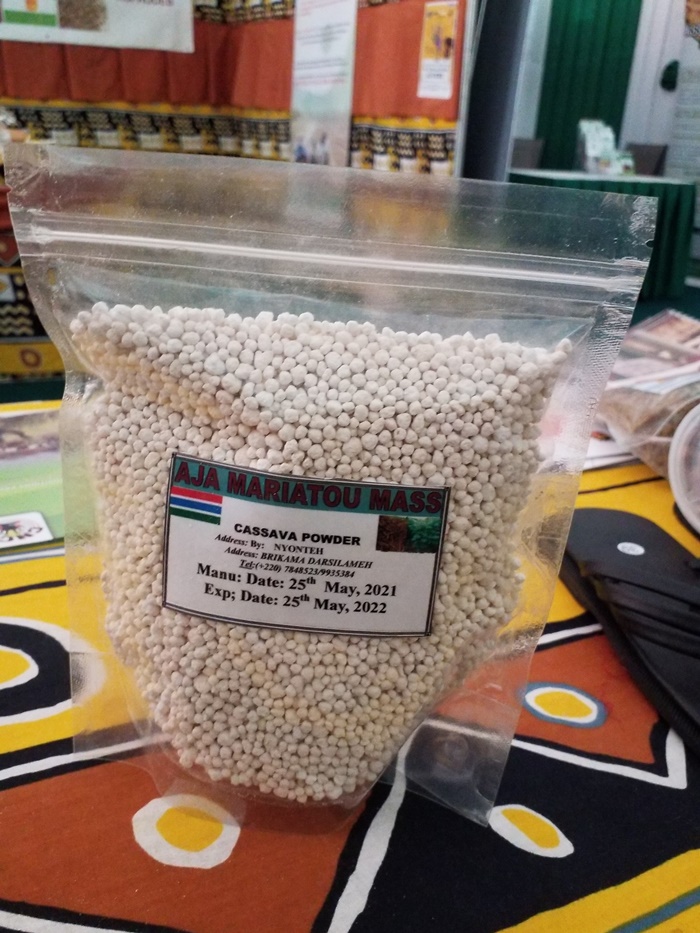 AJA MARIATOU MASS
CASSAVA POWDER
Address: By: NYONTEH
Address: BRIKAMA DARSILAMEH
Tel:(+220) 7848523/9935384
Manu: Date: 25th May, 2021
Exp; Date: 25th May, 2022